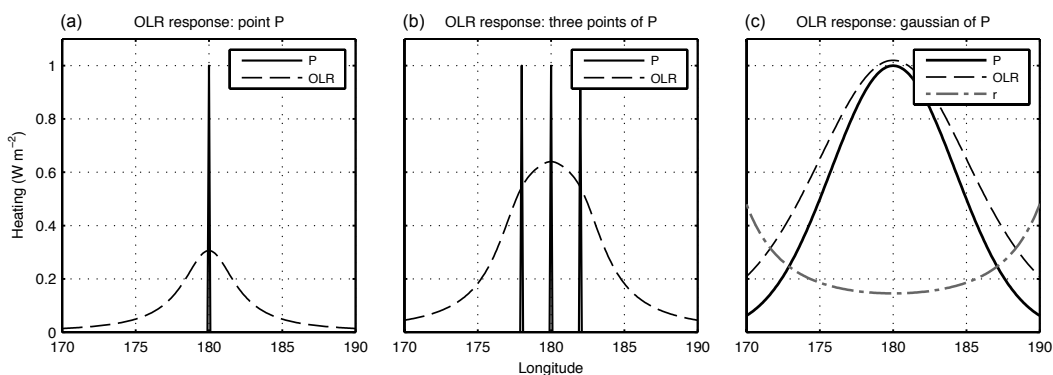 (a) OLR response: point P
P
OLR
Heating (W m−2)
1
0.8
0.6
0.4
0.2
0
170 175 180 185 190
(b) OLR response: three points of P
P
OLR
170 175 180 185 190
Longitude
(c) OLR response: gaussian of P
P
OLR
r
170 175 180 185 190